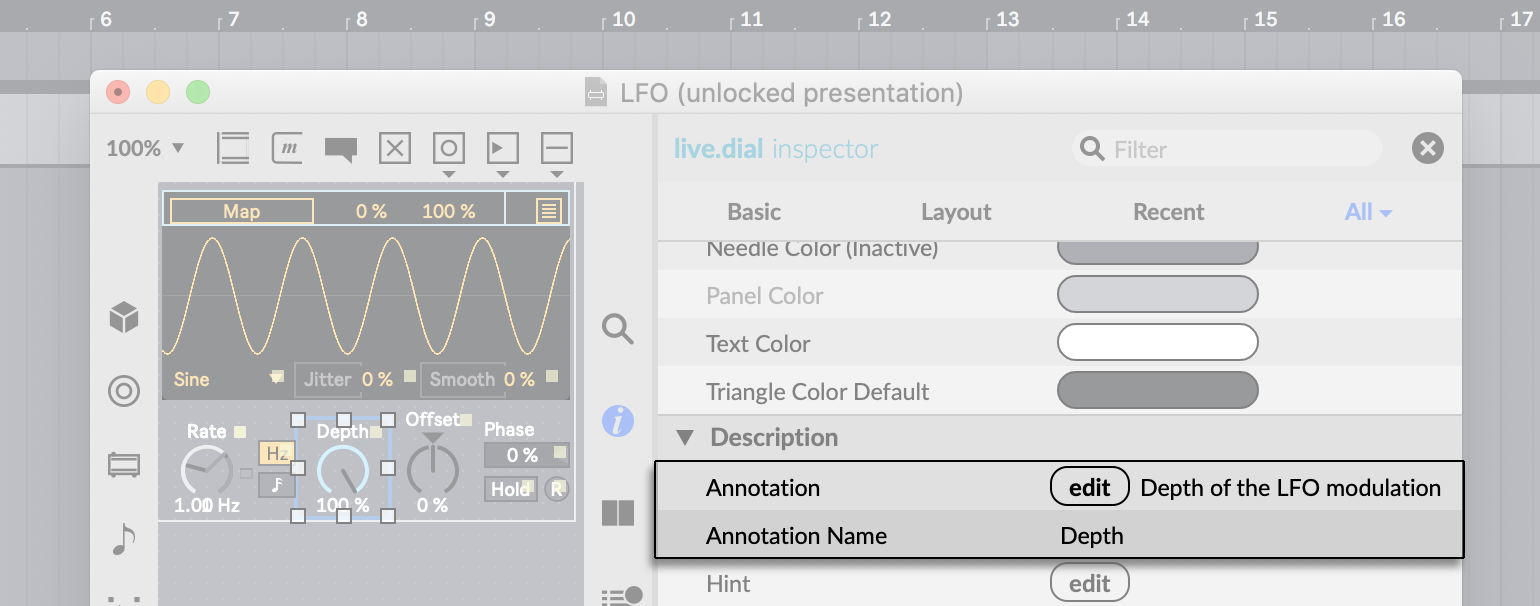 6 7 8 9 10 11 12 13 14 15 16 17
LFO (unlocked presentation)
100% m
live.dial inspector
Filter
Basic Layout Recent All
Map 0 % 100 %
Needle Color (Inactive)
Panel Color
Text Color
Triangle Color Default
Sine Jitter 0 % Smooth 0 %
Rate Depth Offset Phase
Hz 0 %
Hold R
1.00 Hz 100 % 0 %
i
Description
Annotation edit Depth of the LFO modulation
Annotation Name Depth
Hint edit